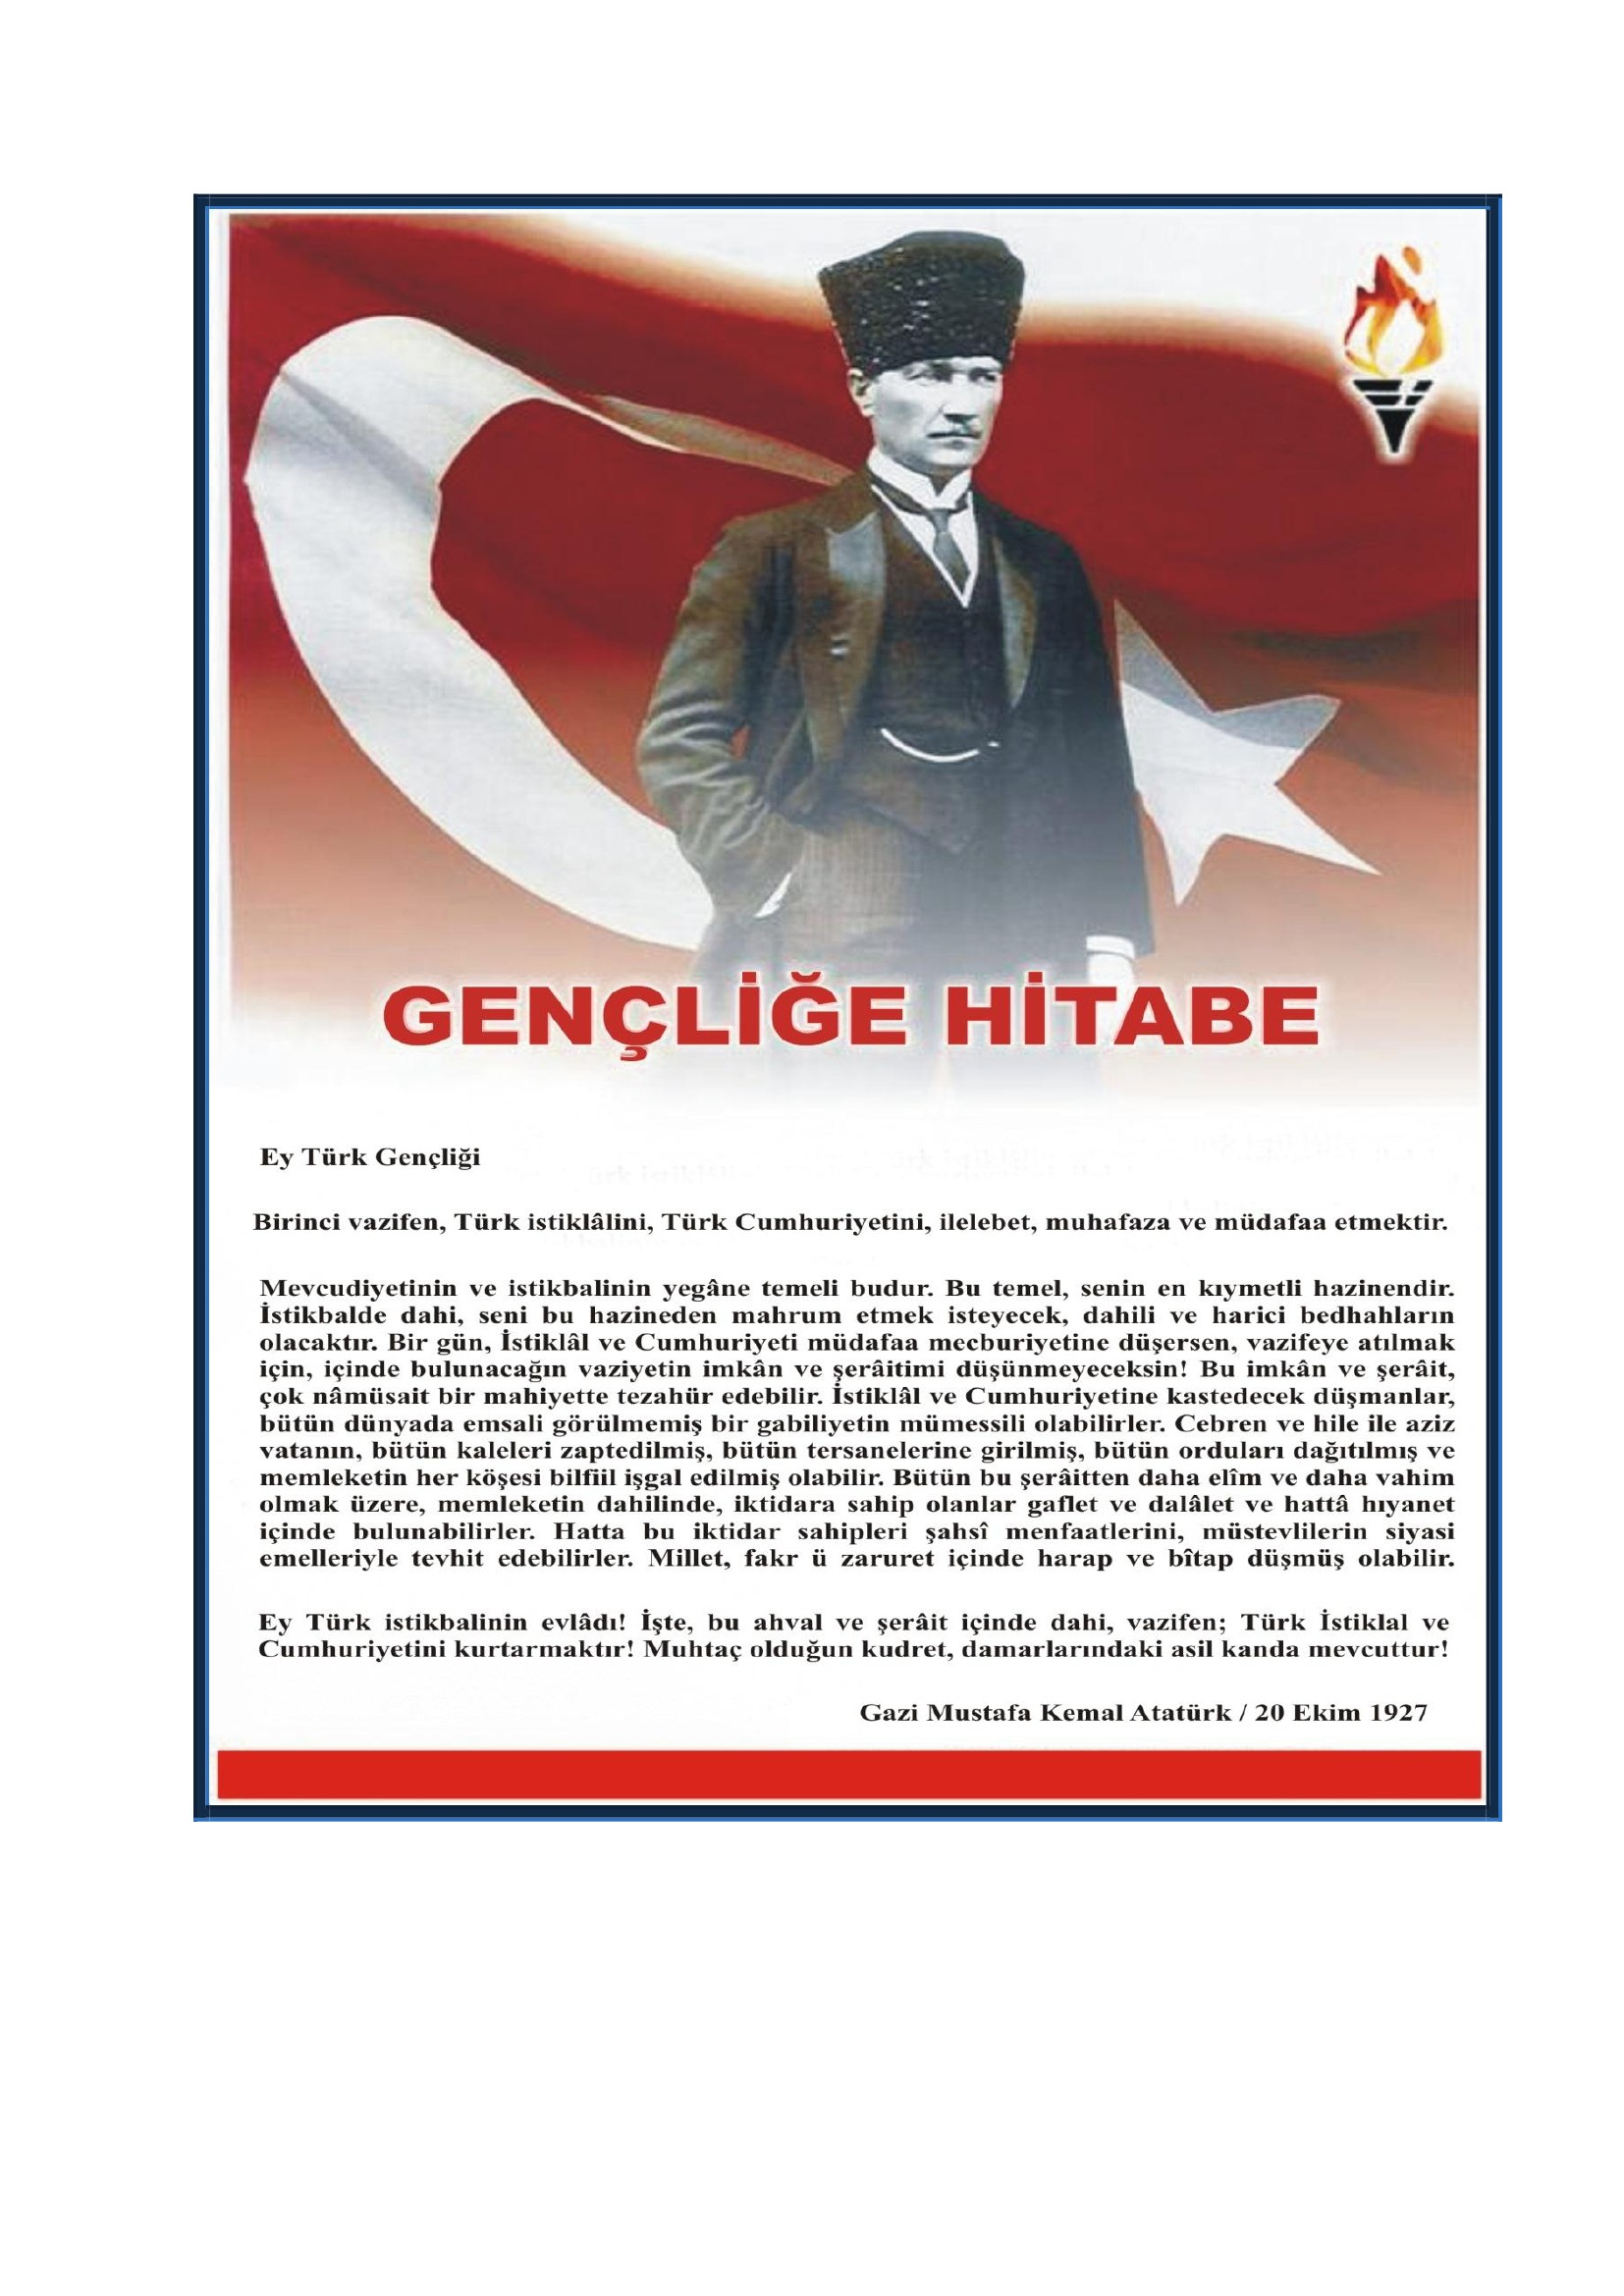 GENÇLİĞE HİTABE
Ey Türk Gençliği
Birinci vazifen, Türk istiklâlini, Türk Cumhuriyetini, ilelebet, muhafaza ve müdafaa etmektir.
Mevcudiyetinin ve istikbalinin yegâne temeli budur. Bu temel, senin en kıymetli hazinendir.
İstikbalde dahi, seni bu hazineden mahrum etmek isteyecek, dahili ve harici bedhahların
olacaktır. Bir gün, İstiklâl ve Cumhuriyeti müdafaa mecburiyetine düşersen, vazifeye atılmak
için, içinde bulunacağın vaziyetin imkân ve şerâitimi düşünmeyeceksin! Bu imkân ve şerâit,
çok nâmüsait bir mahiyette tezahür edebilir. İstiklâl ve Cumhuriyetine kastedecek düşmanlar,
bütün dünyada emsali görülmemiş bir gabiliyetin mümessili olabilirler. Cebren ve hile ile aziz
vatanın, bütün kaleleri zaptedilmiş, bütün tersanelerine girilmiş, bütün orduları dağıtılmış ve
memleketin her köşesi bilfiil işgal edilmiş olabilir. Bütün bu şerâitten daha elîm ve daha vahim
olmak üzere, memleketin dahilinde, iktidara sahip olanlar gaflet ve dalâlet ve hattâ hıyanet
içinde bulunabilirler. Hatta bu iktidar sahipleri şahsî menfaatlerini, müstevlilerin siyasi
emelleriyle tevhit edebilirler. Millet, fakr ü zaruret içinde harap ve bîtap düşmüş olabilir.
Ey Türk istikbalinin evlâdı! İşte, bu ahval ve şerâit içinde dahi, vazifen; Türk İstiklal ve
Cumhuriyetini kurtarmaktır! Muhtaç olduğun kudret, damarlarındaki asil kanda mevcuttur!
Gazi Mustafa Kemal Atatürk / 20 Ekim 1927